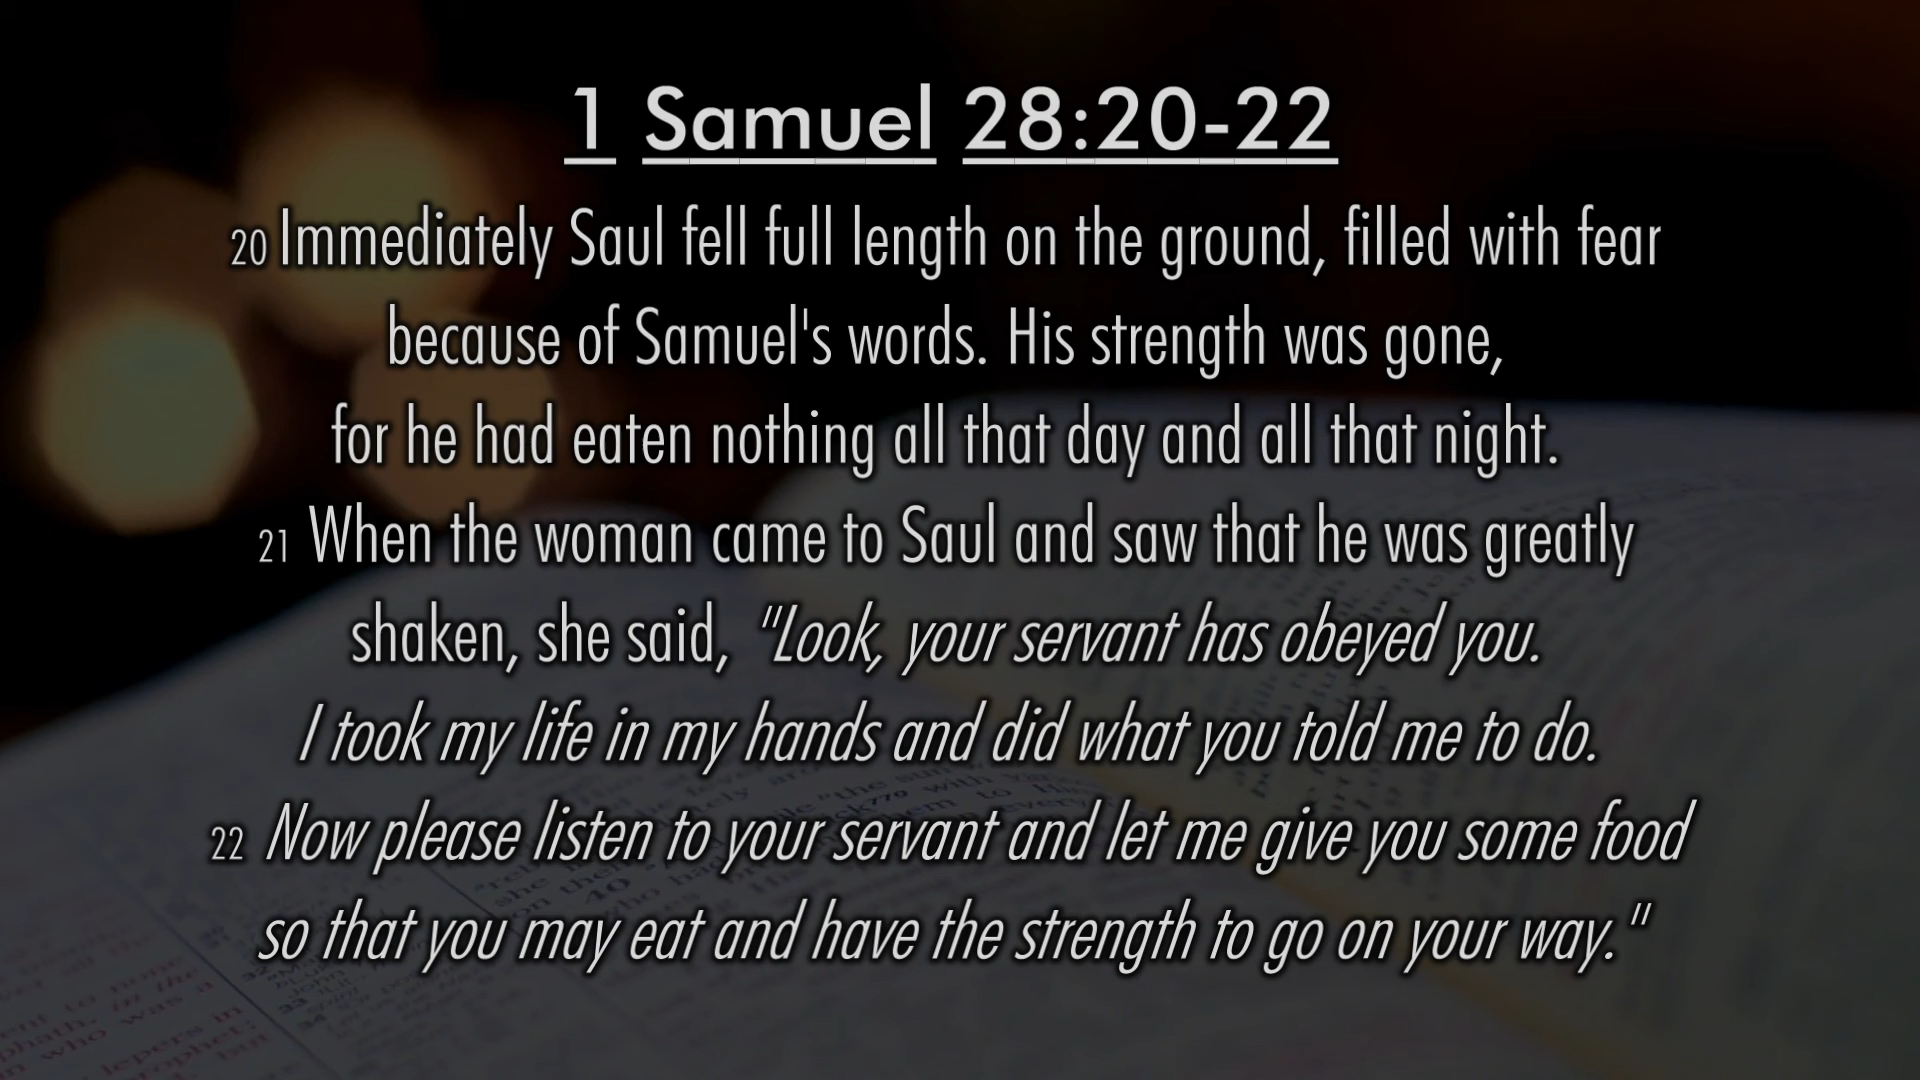 1 Samuel 28:20-22
20 Immediately Saul fell full length on the ground, filled with fear
because of Samuel's words. His strength was gone,
for he had eaten nothing all that day and all that night.
21 When the woman came to Saul and saw that he was greatly
shaken, she said, "Look, your servant has obeyed you.
I took my life in my hands and did what you told me to do.
22 Now please listen to your servant and let me give you some food
so that you may eat and have the strength to go on your way."